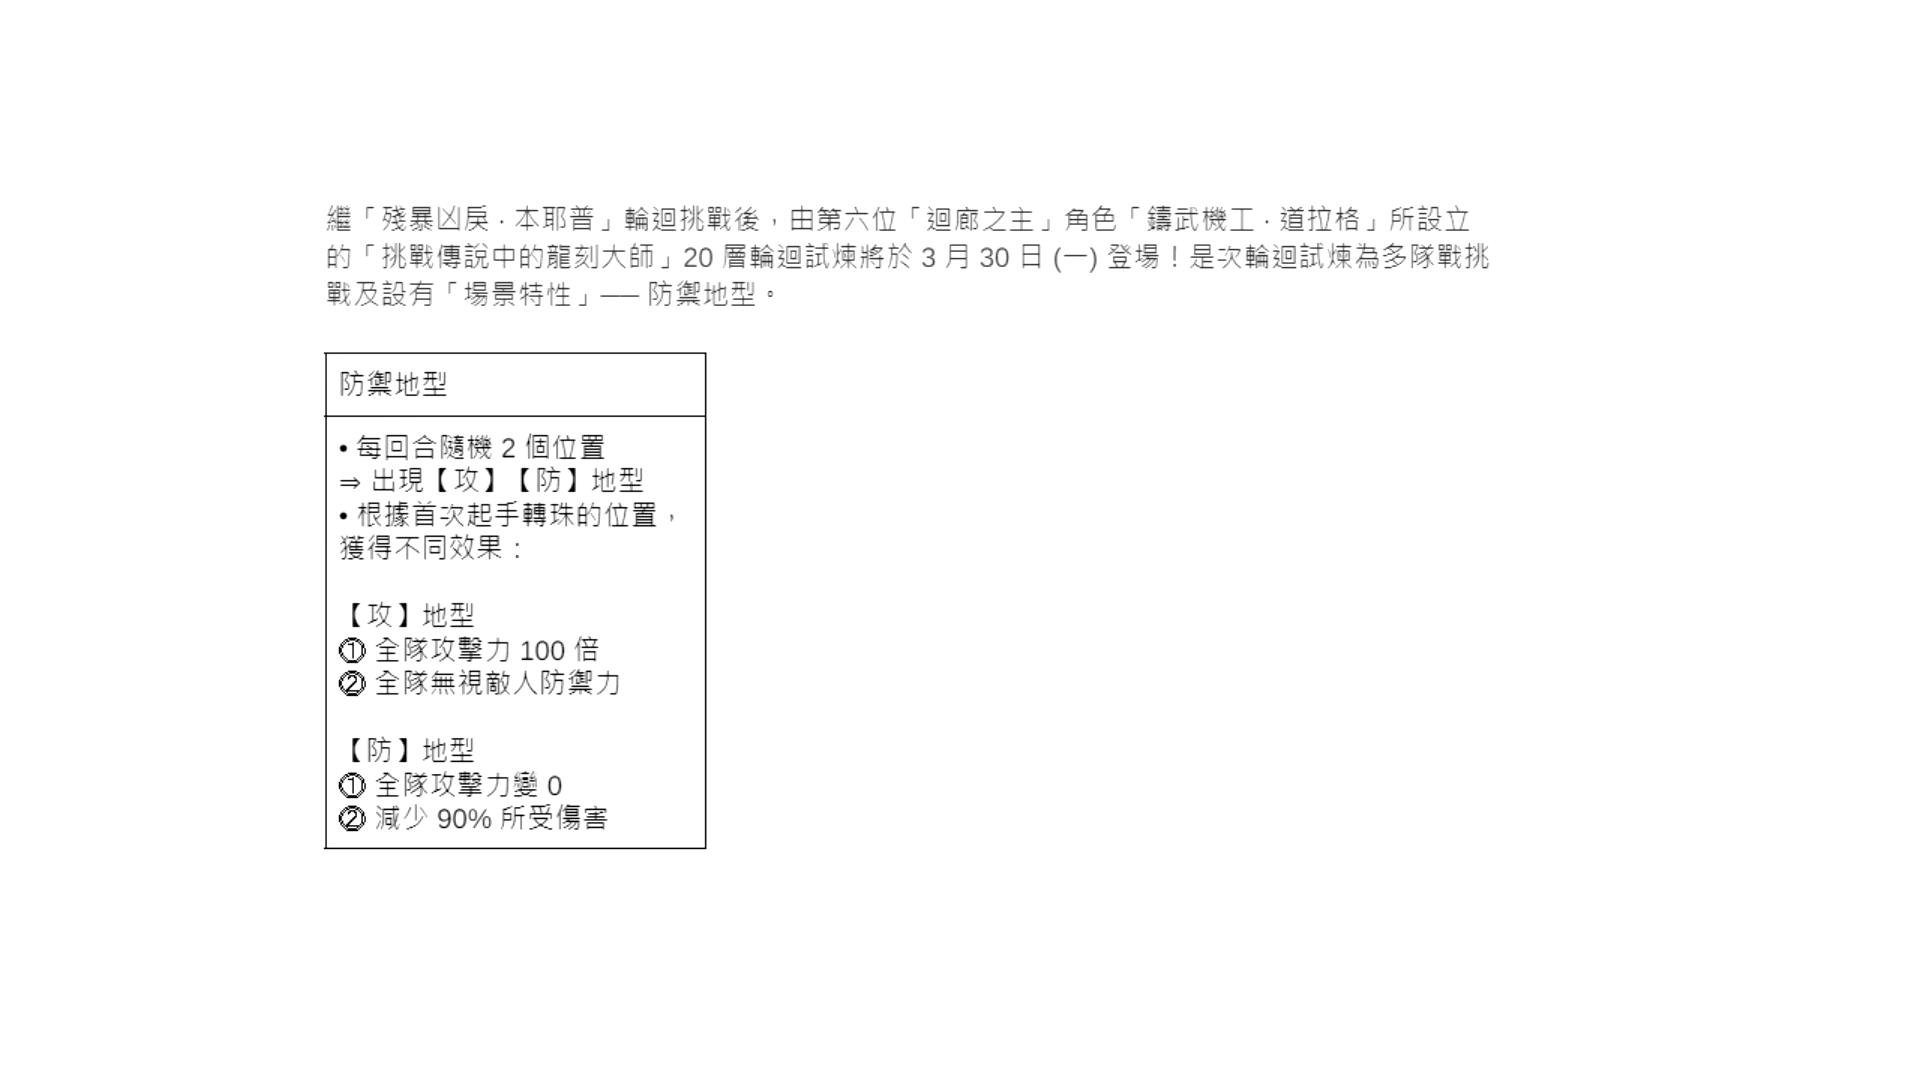 繼「殘暴凶戾 ‧ 本耶普」輪迴挑戰後，由第六位「迴廊之主」角色「鑄武機工 ‧ 道拉格」所設立
的「挑戰傳說中的龍刻大師」20 層輪迴試煉將於 3 月 30 日 (一) 登場！是次輪迴試煉為多隊戰挑
戰及設有「場景特性」── 防禦地型。
防禦地型
• 每回合隨機 2 個位置
⇒ 出現【攻】【防】地型
• 根據首次起手轉珠的位置，
獲得不同效果：
【攻】地型
① 全隊攻擊力 100 倍
② 全隊無視敵人防禦力
【防】地型
① 全隊攻擊力變 0
② 減少 90% 所受傷害